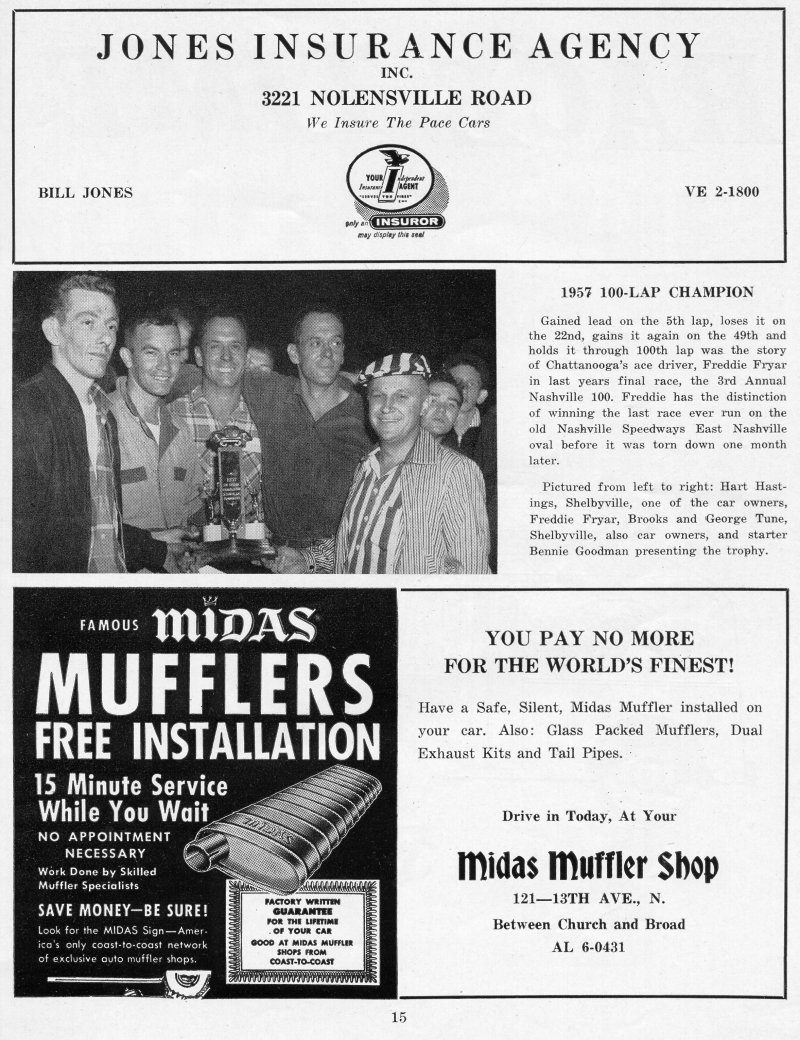 JONES INSURANCE AGENCY
INC.
3221 NOLENSVILLE ROAD
We Insure The Pace Cars
BILL JONES
YOUR Independent
Insurance AGENT
"SERVES YOU FIRST"
only an INSUROR
may display this seal
VE 2-1800
1957 100-LAP CHAMPION
Gained lead on the 5th lap, loses it on
the 22nd, gains it again on the 49th and
holds it through 100th lap was the story
of Chattanooga's ace driver, Freddie Fryar
in last years final race, the 3rd Annual
Nashville 100. Freddie has the distinction
of winning the last race ever run on the
old Nashville Speedways East Nashville
oval before it was torn down one month
later.
Pictured from left to right: Hart Hast-
ings, Shelbyville, one of the car owners,
Freddie Fryar, Brooks and George Tune,
Shelbyville, also car owners, and starter
Bennie Goodman presenting the trophy.
1957
FAMOUS MIDAS
MUFFLERS
FREE INSTALLATION
15 Minute Service
While You Wait
NO APPOINTMENT
NECESSARY
Work Done by Skilled
Muffler Specialists
SAVE MONEY—BE SURE!
Look for the MIDAS Sign—Amer-
ica's only coast-to-coast network
of exclusive auto muffler shops.
MIDAS
FACTORY WRITTEN
GUARANTEE
FOR THE LIFETIME
OF YOUR CAR
GOOD AT MIDAS MUFFLER
SHOPS FROM
COAST-TO-COAST
YOU PAY NO MORE
FOR THE WORLD'S FINEST!
Have a Safe, Silent, Midas Muffler installed on
your car. Also: Glass Packed Mufflers, Dual
Exhaust Kits and Tail Pipes.
Drive in Today, At Your
Midas Muffler Shop
121—13TH AVE., N.
Between Church and Broad
AL 6-0431
15